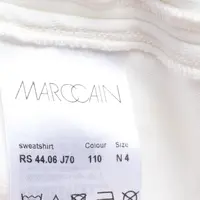 MARCCAIN
sweatshirt Colour Size
RS 44.06 J70 110 N 4